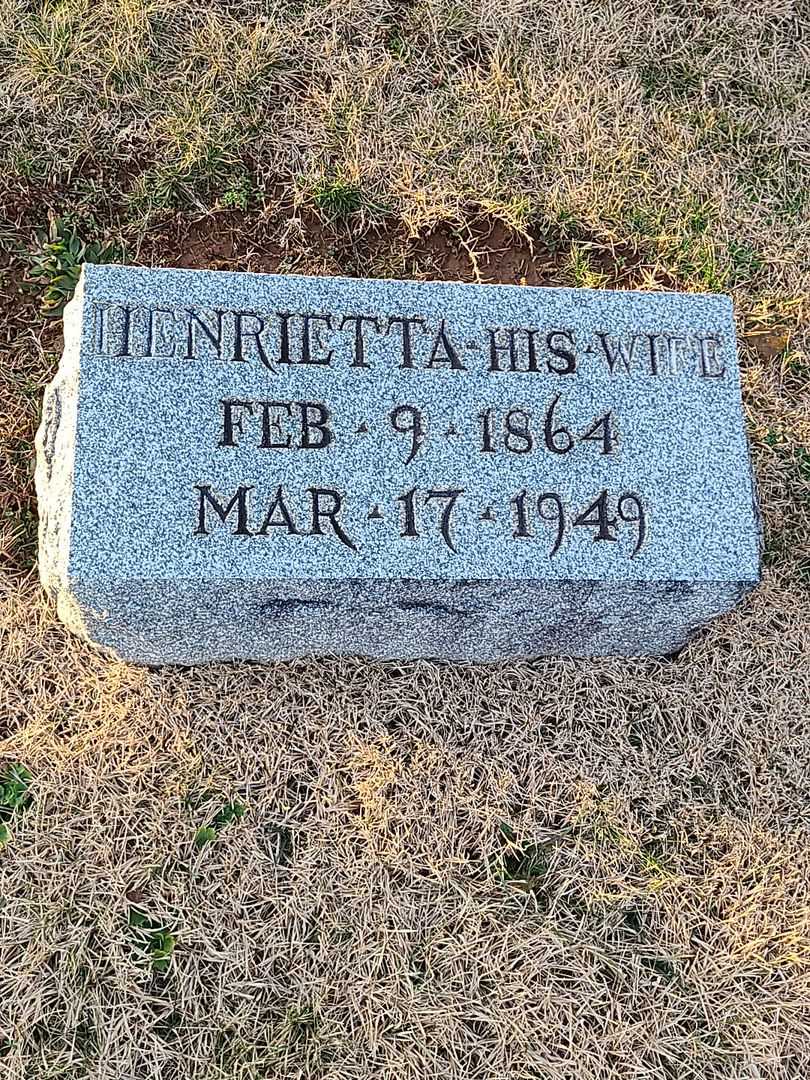 HENRIETTA-HIS-WIFE
FEB - 9 - 1864
MAR - 17 - 1949